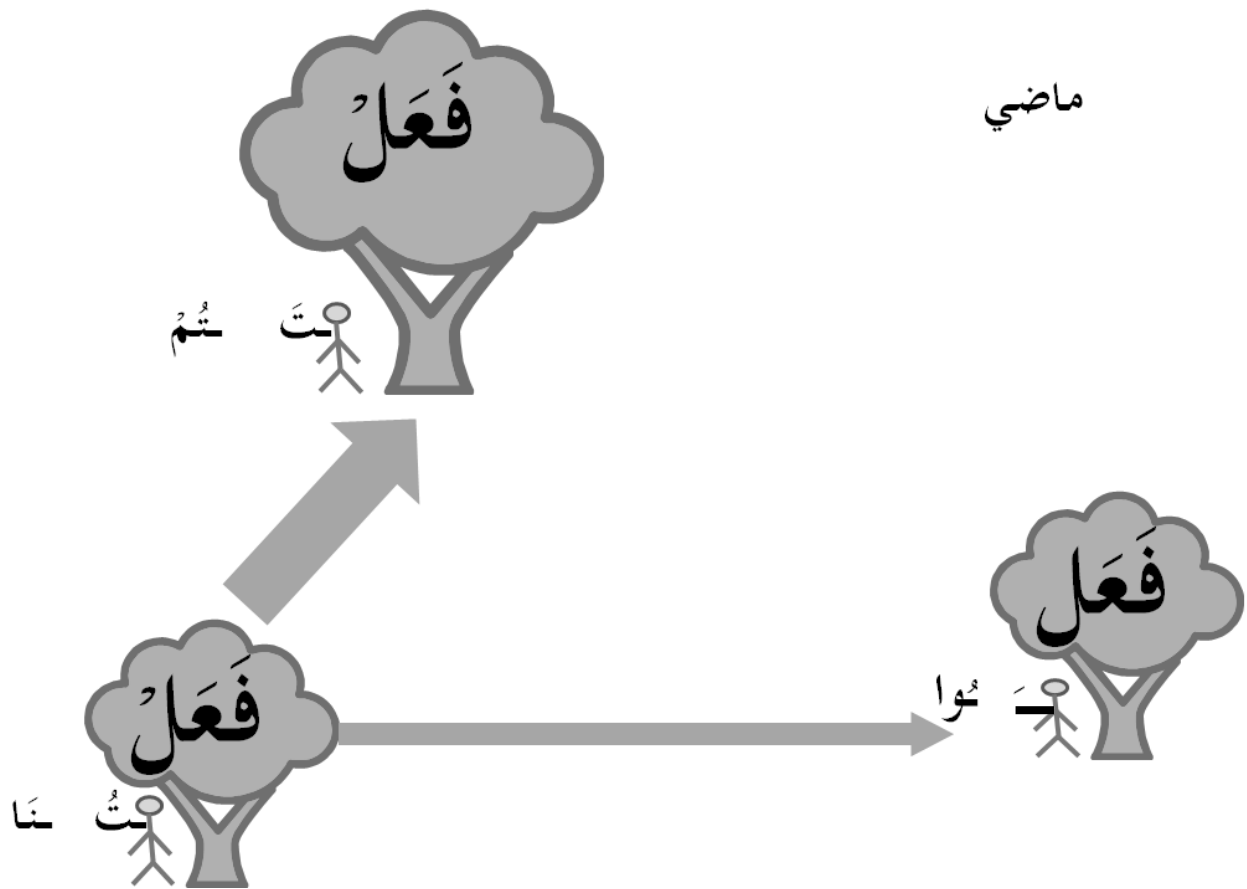 ماضي
فَعَلْ
ـتَ ـتُمْ
فَعَل
ـَ ـُوا
فَعَلْ
ـتُ ـنَا